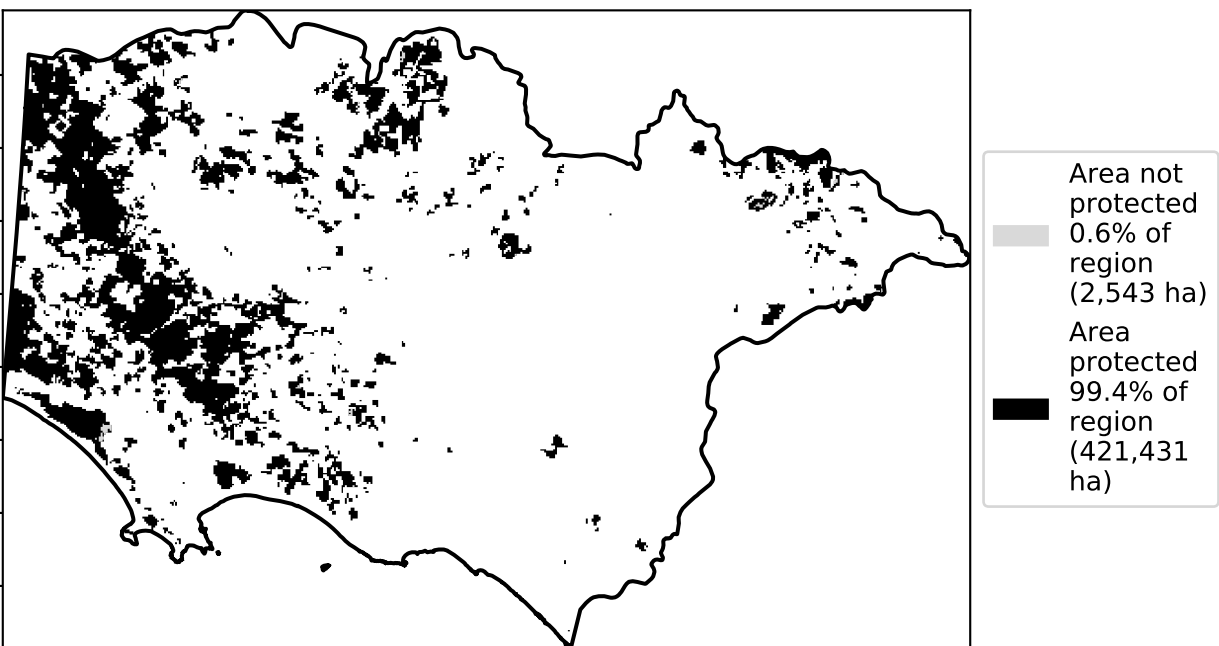 Area not
protected
0.6% of
region
(2,543 ha)
Area
protected
99.4% of
region
(421,431
ha)